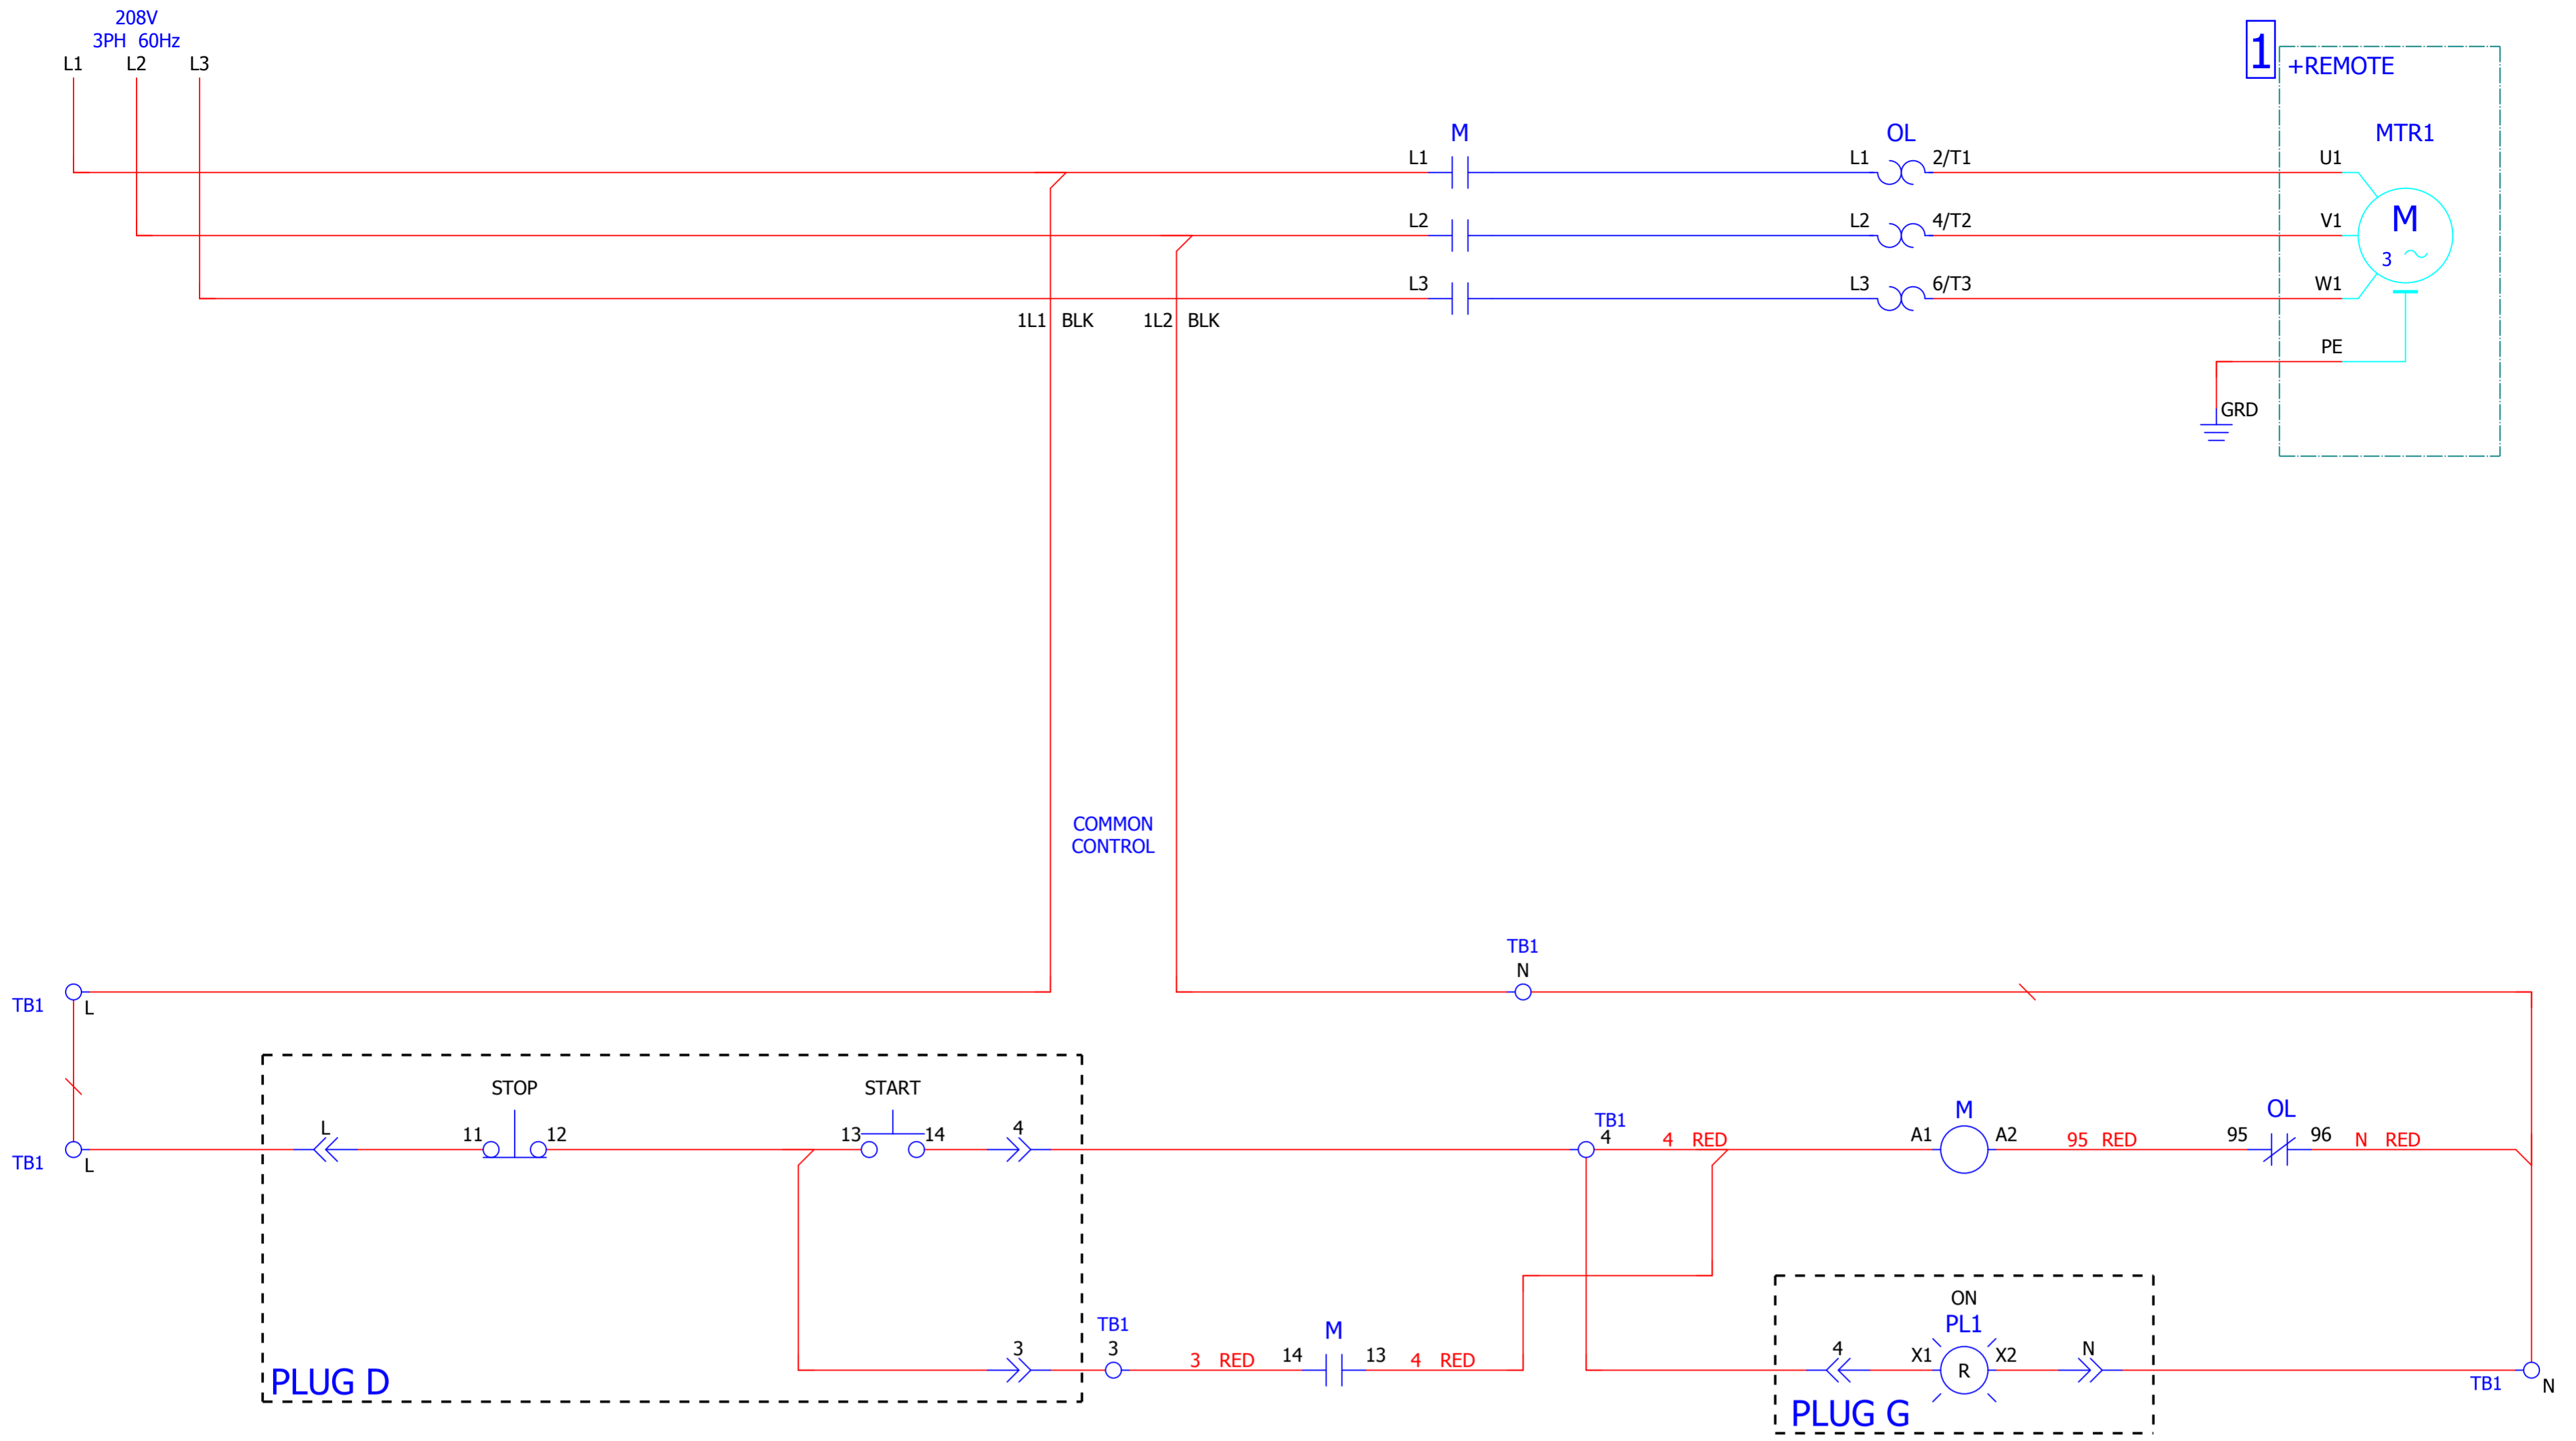 208V
3PH 60Hz
L1 L2 L3
1
+REMOTE
M OL MTR1
L1 L1 2/T1 U1
L2 L2 4/T2 V1
M
3
L3 L3 6/T3 W1
1L1 BLK 1L2 BLK
PE
GRD
COMMON
CONTROL
TB1
N
TB1 L
STOP START
TB1 L
L 11 12 13 14 4
TB1
4
4 RED
M
A1 A2
95 RED
OL
95 96
N RED
3
TB1
3
3 RED
M
14 13
4 RED
PLUG D
ON
PL1
4 X1 R X2 N
PLUG G
TB1 N